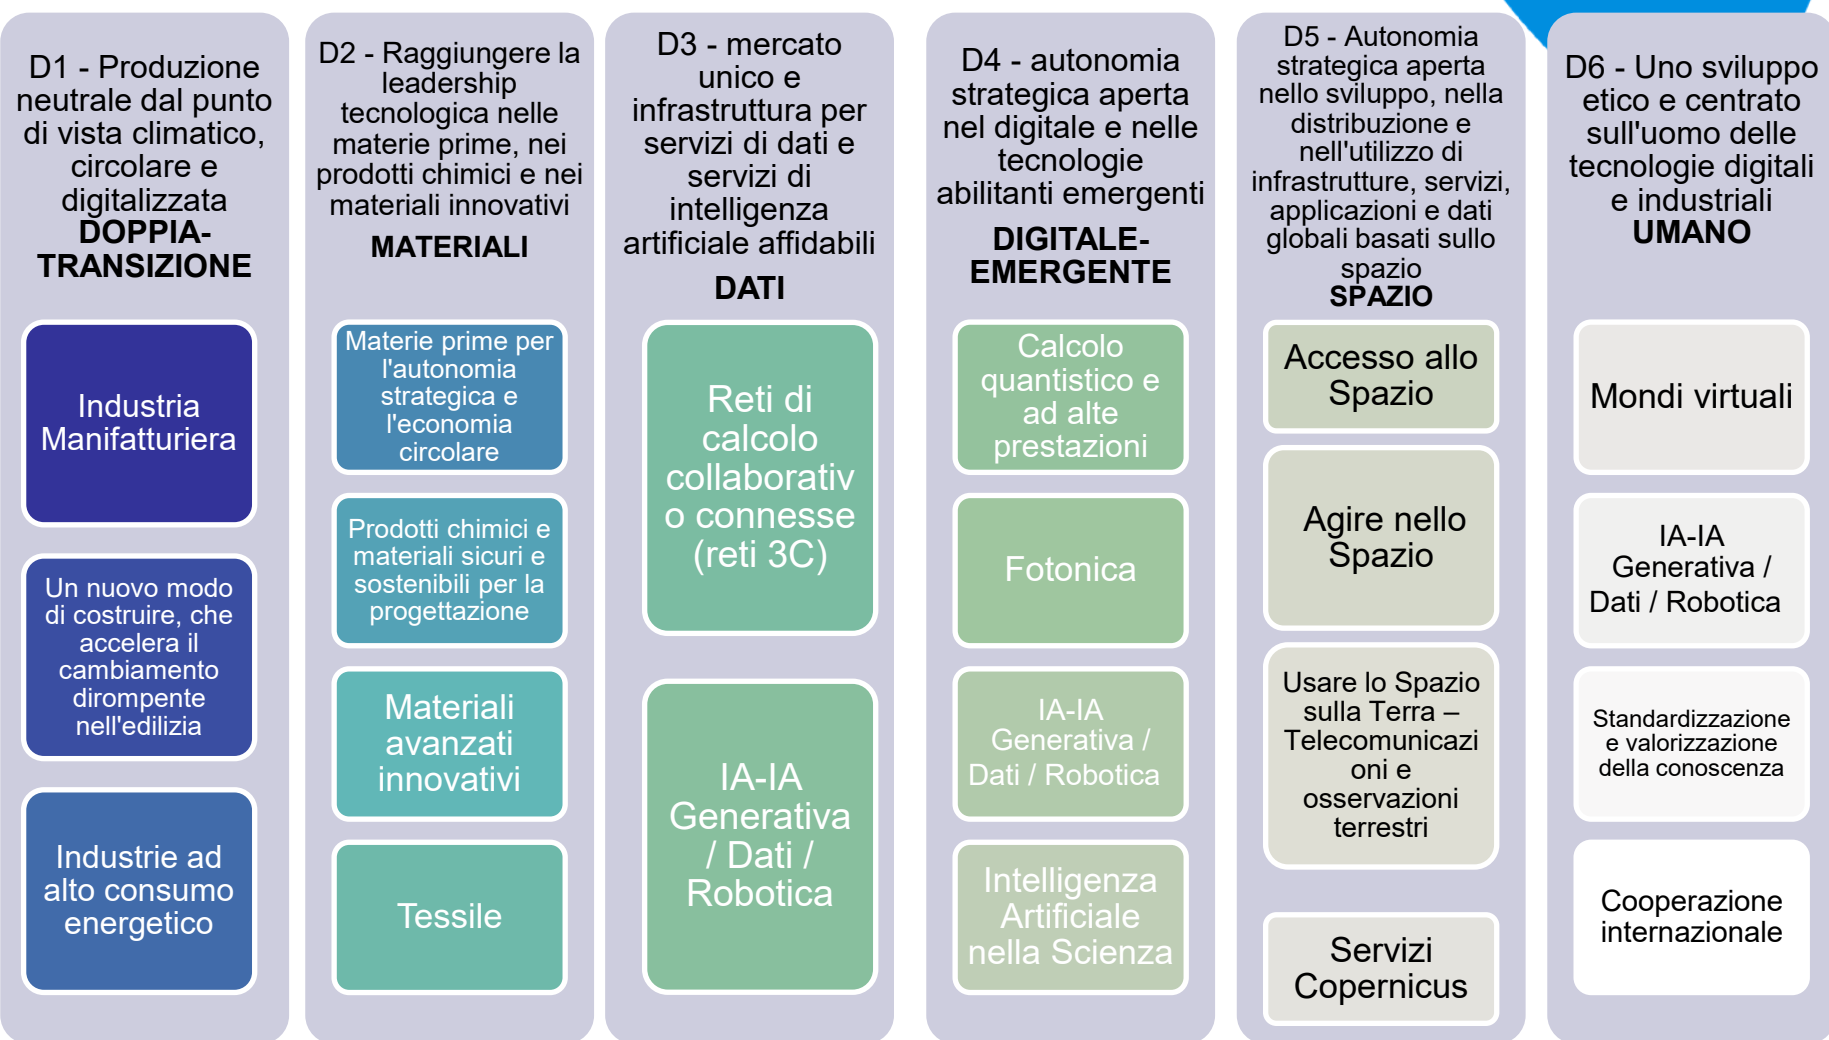 D1 - Produzione
neutrale dal punto
di vista climatico,
circolare e
digitalizzata
DOPPIA-
TRANSIZIONE
Industria
Manifatturiera
Un nuovo modo
di costruire, che
accelera il
cambiamento
dirompente
nell'edilizia
Industrie ad
alto consumo
energetico
D2 - Raggiungere la
leadership
tecnologica nelle
materie prime, nei
prodotti chimici e nei
materiali innovativi
MATERIALI
Materie prime per
l'autonomia
strategica e
l'economia
circolare
Prodotti chimici e
materiali sicuri e
sostenibili per la
progettazione
Materiali
avanzati
innovativi
Tessile
D3 - mercato
unico e
infrastruttura per
servizi di dati e
servizi di
intelligenza
artificiale affidabili
DATI
Reti di
calcolo
collaborativ
o connesse
(reti 3C)
IA-IA
Generativa
/ Dati /
Robotica
D4 - autonomia
strategica aperta
nel digitale e nelle
tecnologie
abilitanti emergenti
DIGITALE-
EMERGENTE
Calcolo
quantistico e
ad alte
prestazioni
Fotonica
IA-IA
Generativa /
Dati / Robotica
Intelligenza
Artificiale
nella Scienza
D5 - Autonomia
strategica aperta
nello sviluppo, nella
distribuzione e
nell'utilizzo di
infrastrutture, servizi,
applicazioni e dati
globali basati sullo
spazio
SPAZIO
Accesso allo
Spazio
Agire nello
Spazio
Usare lo Spazio
sulla Terra –
Telecomunicazi
oni e
osservazioni
terrestri
Servizi
Copernicus
D6 - Uno sviluppo
etico e centrato
sull'uomo delle
tecnologie digitali
e industriali
UMANO
Mondi virtuali
IA-IA
Generativa /
Dati / Robotica
Standardizzazione
e valorizzazione
della conoscenza
Cooperazione
internazionale